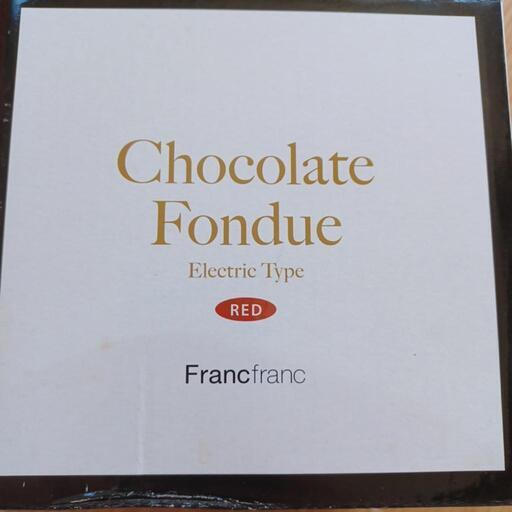 Chocolate
Fondue
Electric Type
RED
Francfranc